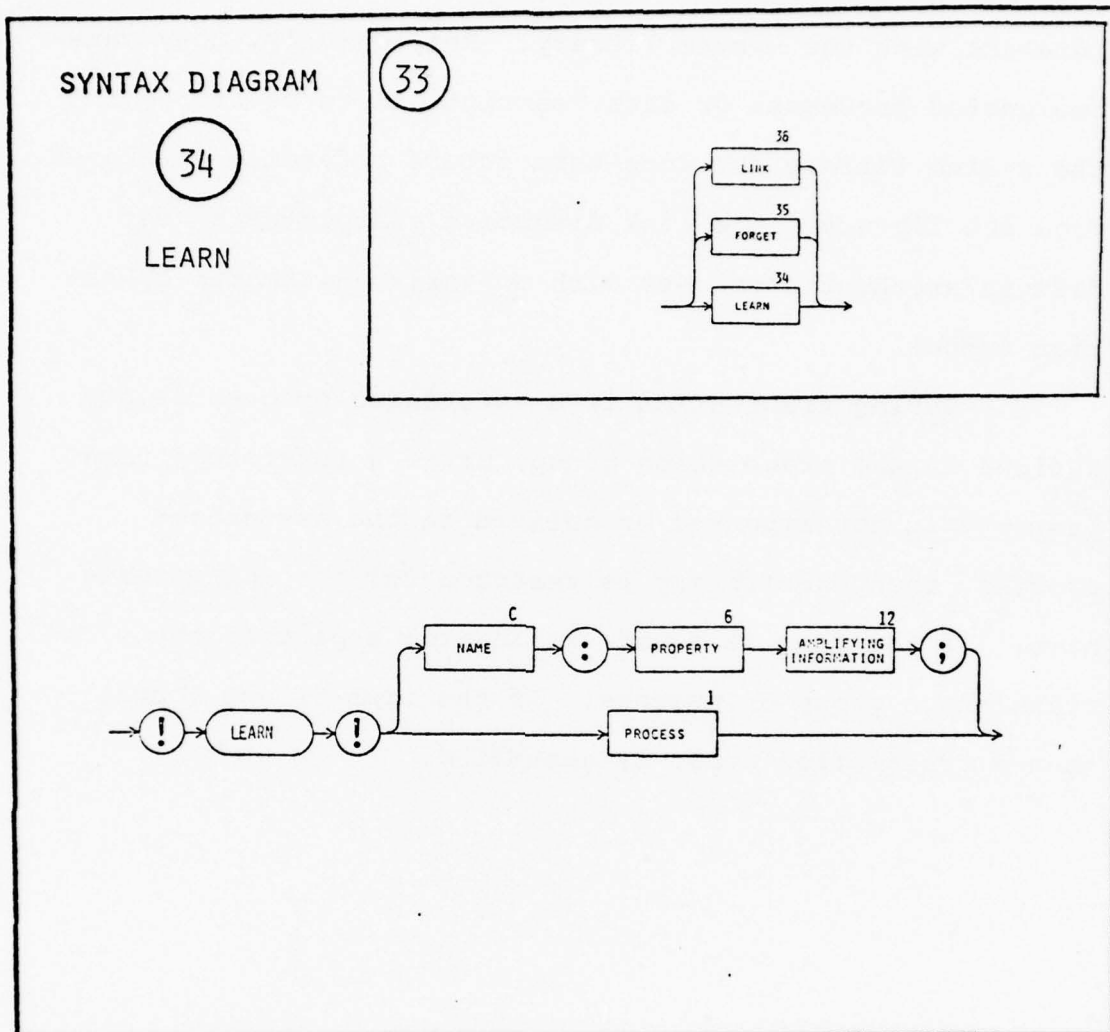 SYNTAX DIAGRAM
34
LEARN
33
36
LINK
35
FORGET
34
LEARN
C
NAME
:
6
PROPERTY
12
AMPLIFYING
INFORMATION
;
! LEARN !
1
PROCESS